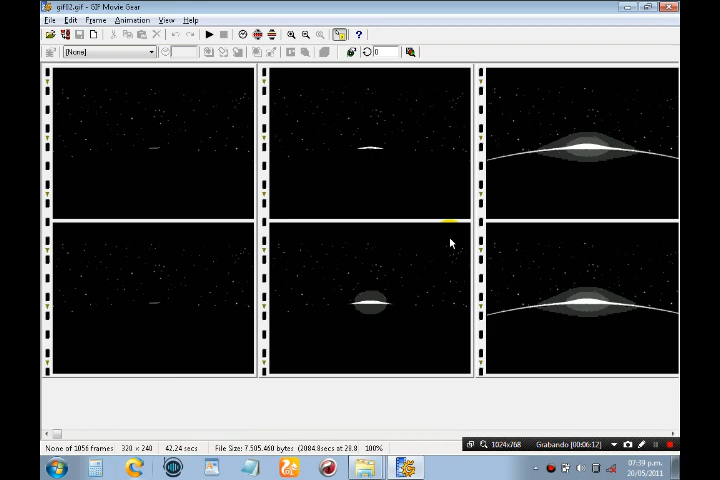 gif02.gif - GIF Movie Gear
File Edit Frame Animation View Help
[None] 0
None of 1056 frames 320 × 240 42.24 secs File Size: 7.505.460 bytes (2084.8secs at 28.8 100%
1024x768 Grabando [00:06:12]
07:39 p.m.
20/05/2011